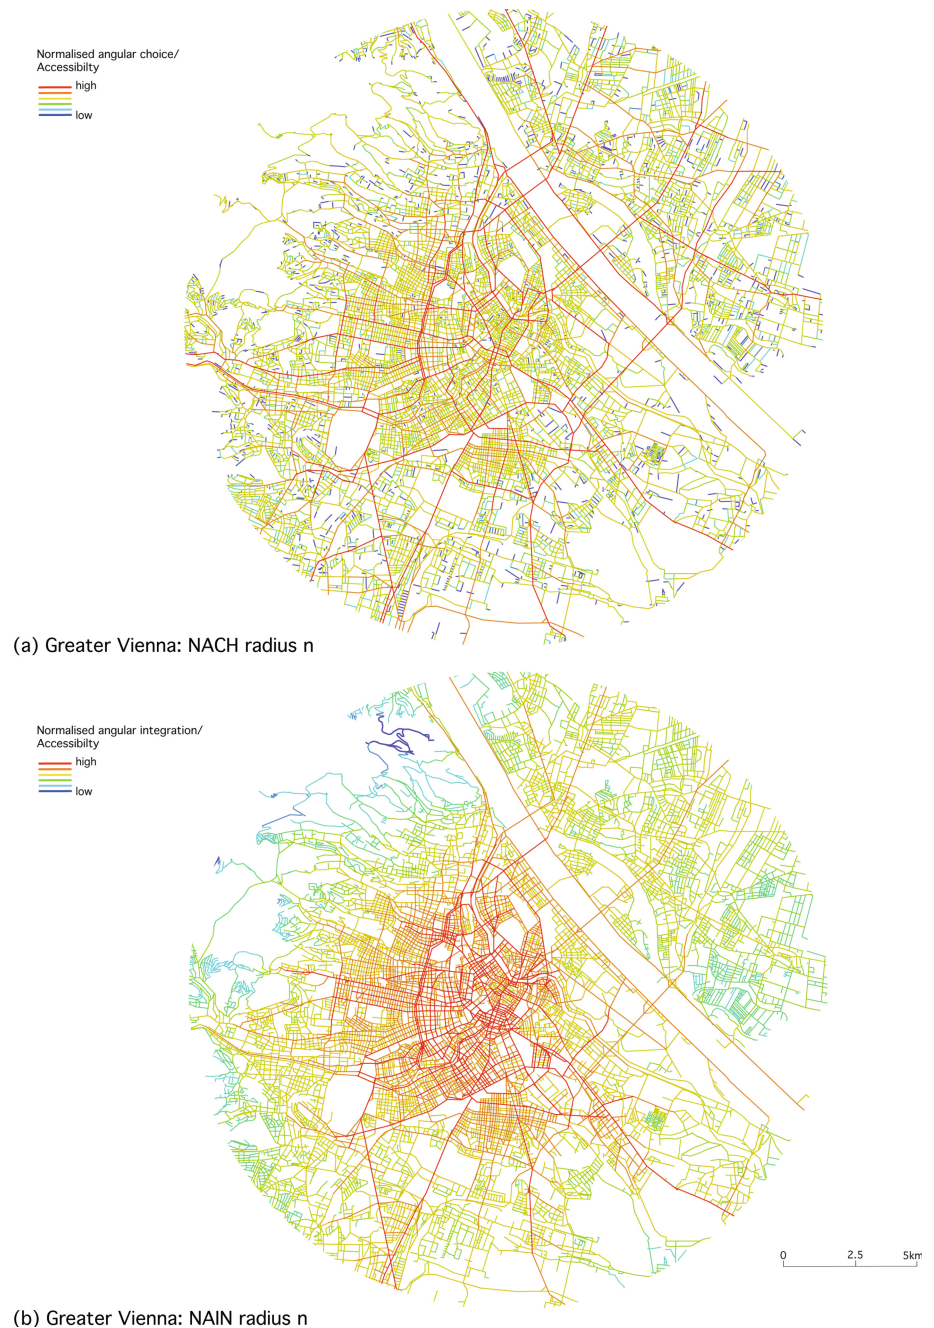 Normalised angular choice/
Accessibilty
high
low
(a) Greater Vienna: NACH radius n
Normalised angular integration/
Accessibilty
high
low
0 2.5 5km
(b) Greater Vienna: NAIN radius n